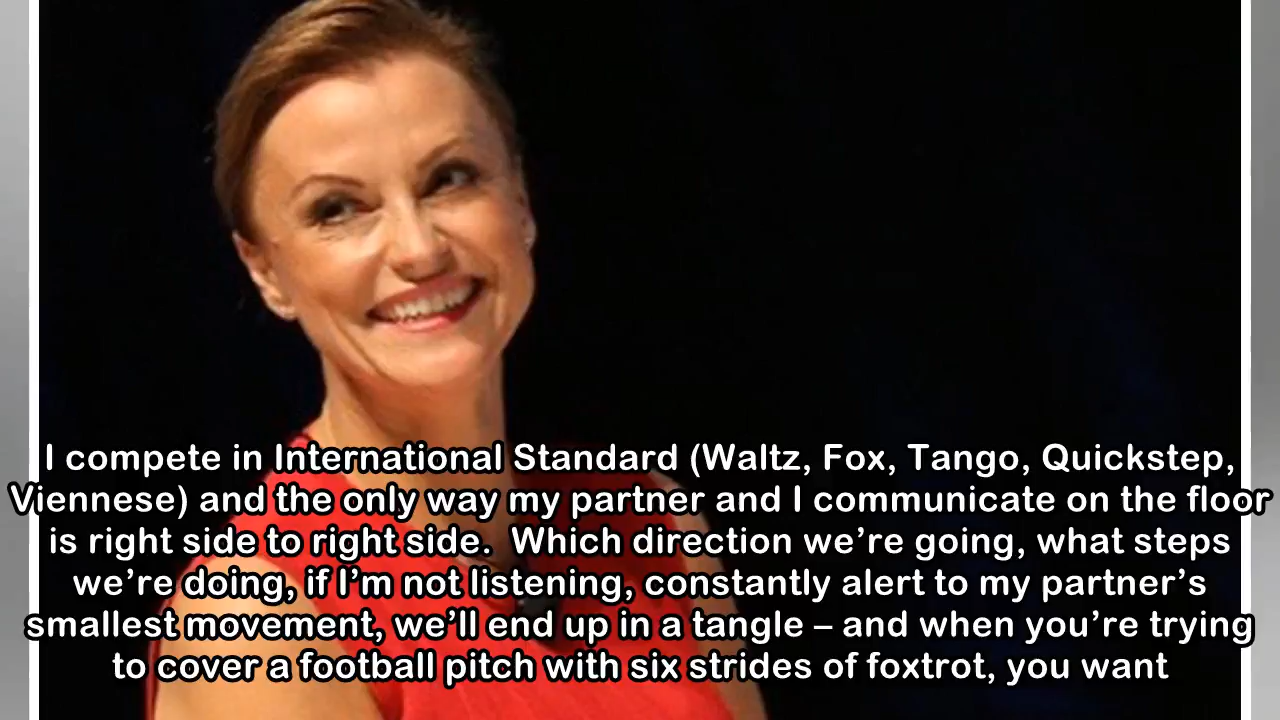 I compete in International Standard (Waltz, Fox, Tango, Quickstep,
Viennese) and the only way my partner and I communicate on the floor
is right side to right side.  Which direction we’re going, what steps
we’re doing, if I’m not listening, constantly alert to my partner’s
smallest movement, we’ll end up in a tangle – and when you’re trying
to cover a football pitch with six strides of foxtrot, you want